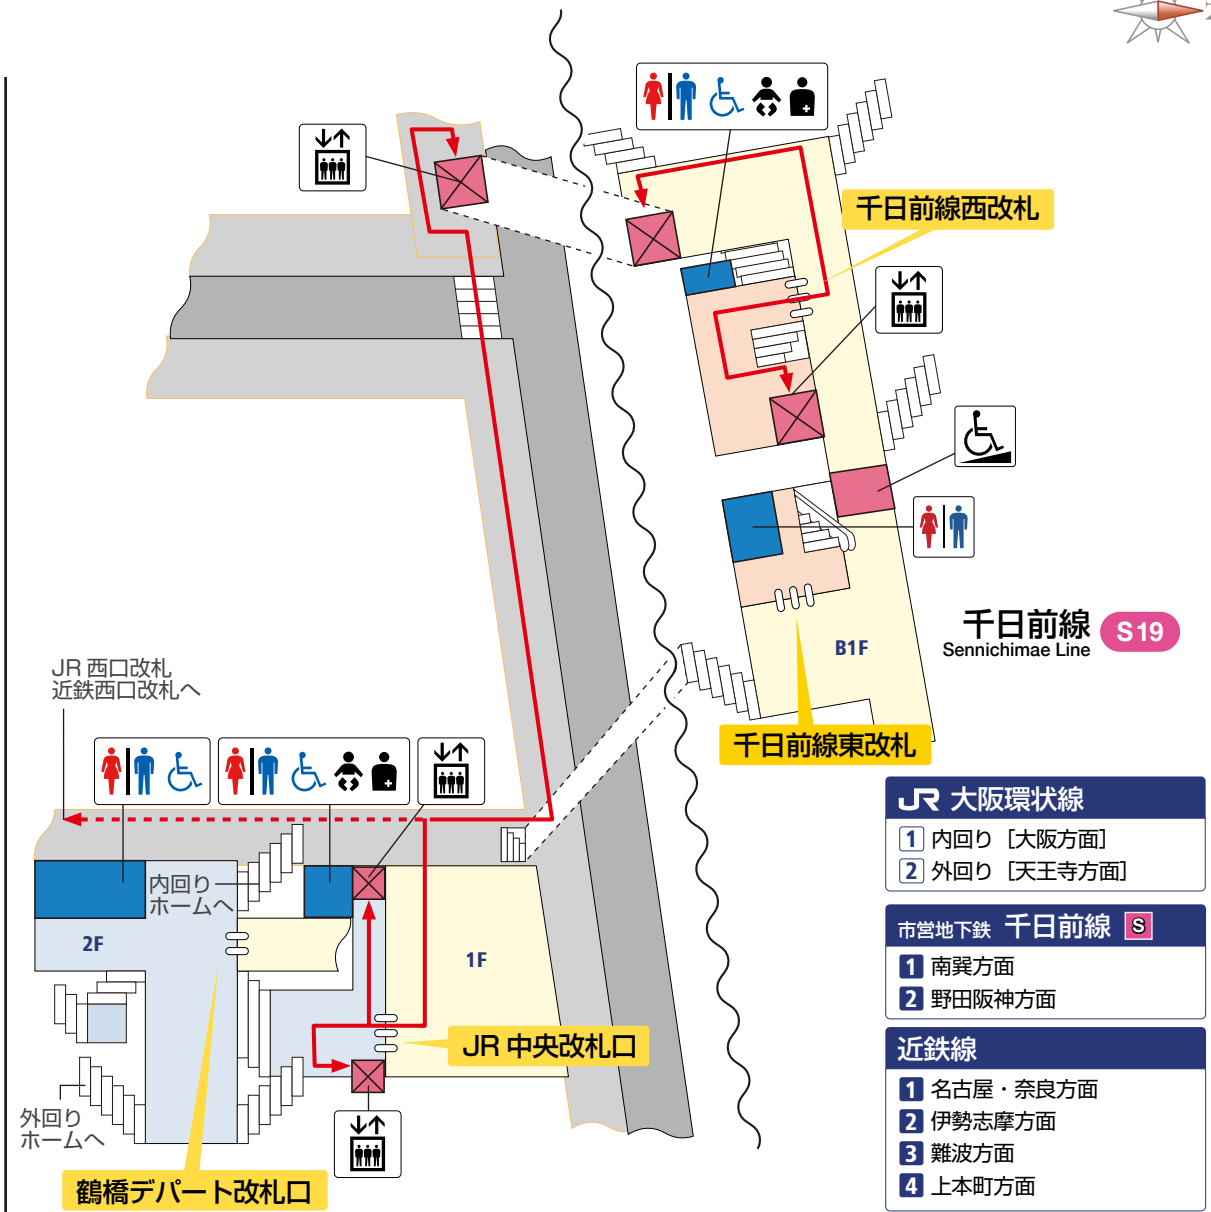 千日前線西改札
千日前線
Sennichimae Line
S19
B1F
千日前線東改札
JR 西口改札
近鉄西口改札へ
内回り
ホームへ
2F
1F
JR 中央改札口
外回り
ホームへ
鶴橋デパート改札口
JR 大阪環状線
1 内回り［大阪方面］
2 外回り［天王寺方面］
市営地下鉄 千日前線 S
1 南巽方面
2 野田阪神方面
近鉄線
1 名古屋・奈良方面
2 伊勢志摩方面
3 難波方面
4 上本町方面